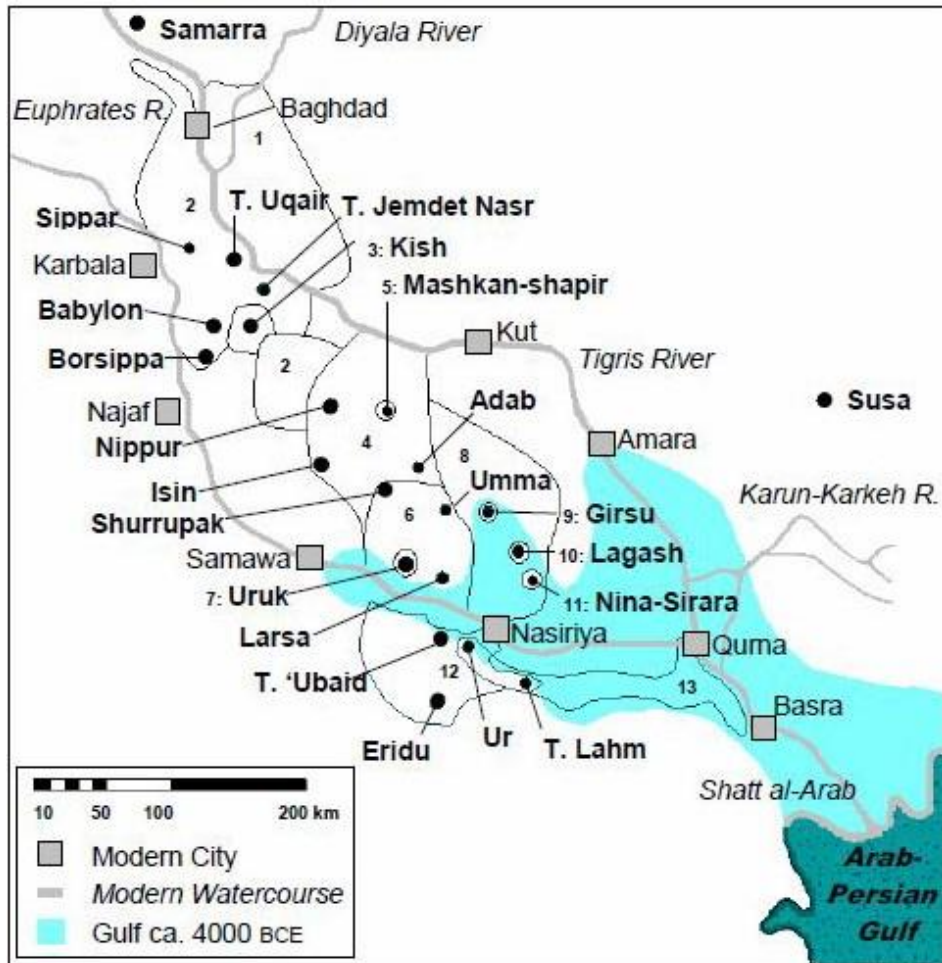 Samarra
Diyala River
Euphrates R.
Baghdad
1
2
T. Uqair
T. Jemdet Nasr
Sippar
3: Kish
Karbala
5: Mashkan-shapir
Babylon
Kut
Borsippa
Tigris River
2
Adab
Susa
Najaf
Nippur
Amara
4
8
Umma
Isin
Karun-Karkeh R.
Shurrupak
6
9: Girsu
Samawa
10: Lagash
7: Uruk
11: Nina-Sirara
Larsa
Nasiriya
Qurna
T. ‘Ubaid
12
13
Basra
Eridu
Ur
T. Lahm
Shatt al-Arab
10 50 100 200 km
Modern City
Modern Watercourse
Gulf ca. 4000 BCE
Arab-
Persian
Gulf